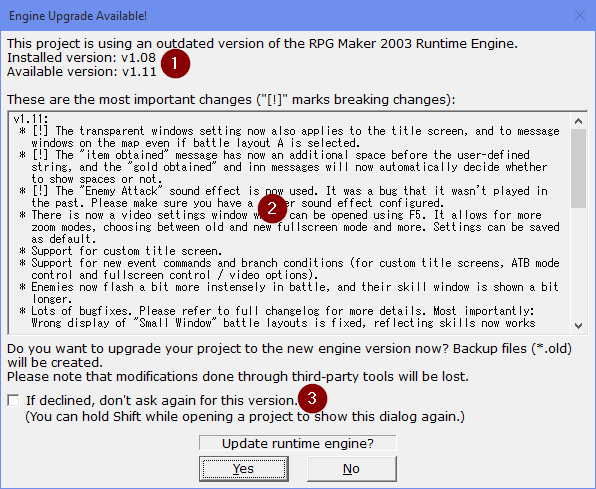 Engine Upgrade Available!
This project is using an outdated version of the RPG Maker 2003 Runtime Engine.
Installed version: v1.08
Available version: v1.11
1
These are the most important changes ("[!]" marks breaking changes):
v1.11:
* [!] The transparent windows setting now also applies to the title screen, and to message
windows on the map even if battle layout A is selected.
* [!] The "item obtained" message has now an additional space before the user-defined
string, and the "gold obtained" and inn messages will now automatically decide whether
to show spaces or not.
* [!] The "Enemy Attack" sound effect is now used. It was a bug that it wasn't played in
the past. Please make sure you have a sound effect configured.
2
* There is now a video settings window can be opened using F5. It allows for more
zoom modes, choosing between old and new fullscreen mode and more. Settings can be saved
as default.
* Support for custom title screen.
* Support for new event commands and branch conditions (for custom title screens, ATB mode
control and fullscreen control / video options).
* Enemies now flash a bit more instensely in battle, and their skill window is shown a bit
longer.
* Lots of bugfixes. Please refer to full changelog for more details. Most importantly:
Wrong display of "Small Window" battle layouts is fixed, reflecting skills now works
Do you want to upgrade your project to the new engine version now? Backup files (*.old)
will be created.
Please note that modifications done through third-party tools will be lost.
If declined, don't ask again for this version.
3
(You can hold Shift while opening a project to show this dialog again.)
Update runtime engine?
Yes No